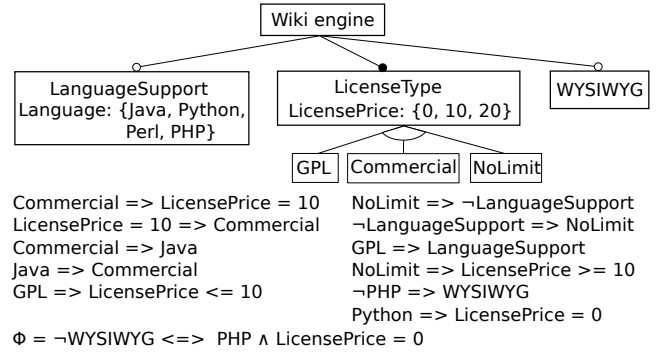 Wiki engine
LanguageSupport
Language: {Java, Python,
Perl, PHP}
LicenseType
LicensePrice: {0, 10, 20}
WYSIWYG
GPL
Commercial
NoLimit
Commercial => LicensePrice = 10
LicensePrice = 10 => Commercial
Commercial => Java
Java => Commercial
GPL => LicensePrice <= 10
NoLimit => ¬LanguageSupport
¬LanguageSupport => NoLimit
GPL => LanguageSupport
NoLimit => LicensePrice >= 10
¬PHP => WYSIWYG
Python => LicensePrice = 0
Φ = ¬WYSIWYG <=> PHP ∧ LicensePrice = 0